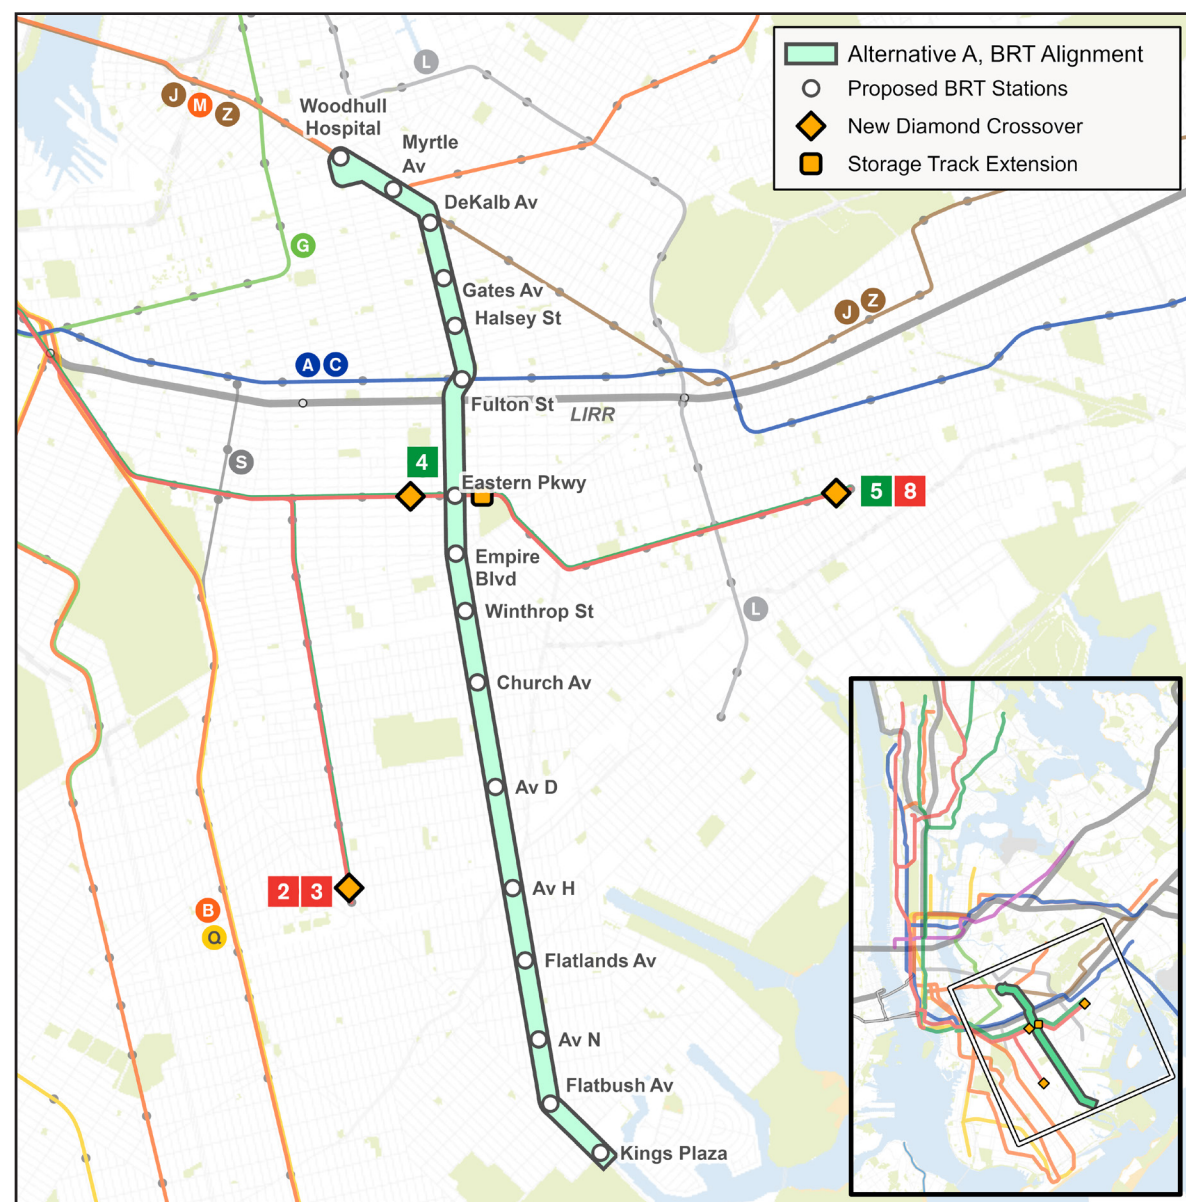 Alternative A, BRT Alignment
Proposed BRT Stations
New Diamond Crossover
Storage Track Extension
L
J
M
Z
Woodhull
Hospital
Myrtle
Av
DeKalb Av
G
Gates Av
Halsey St
J
Z
A
C
Fulton St
LIRR
S
4
Eastern Pkwy
5
8
Empire
Blvd
Winthrop St
L
Church Av
Av D
2
3
Av H
B
Q
Flatlands Av
Av N
Flatbush Av
Kings Plaza